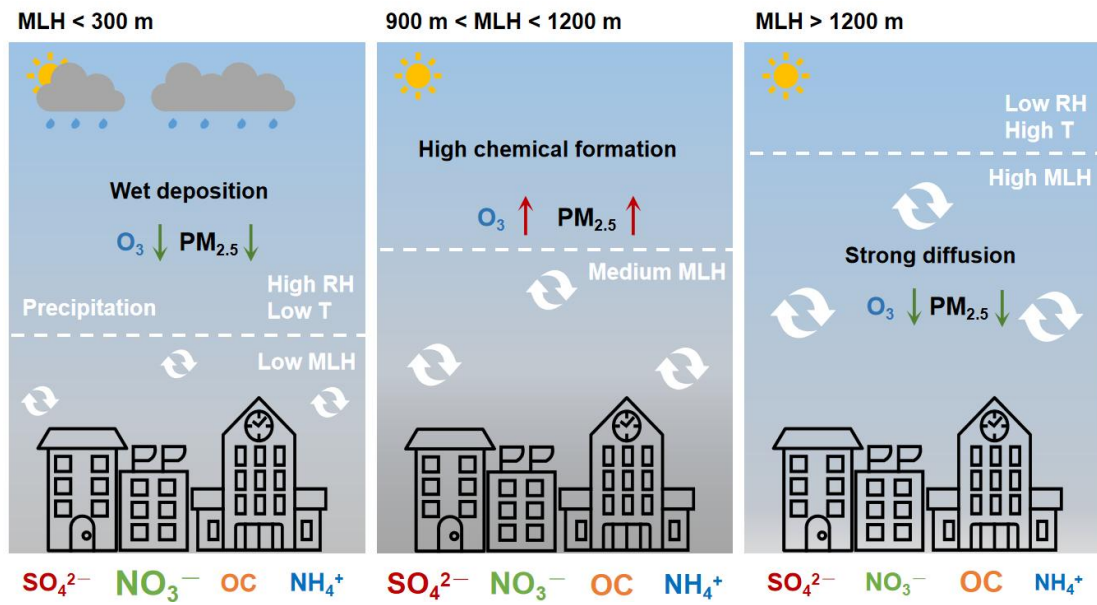 MLH < 300 m
Wet deposition
O₃ ↓ PM₂.₅ ↓
Precipitation
High RH
Low T
Low MLH
SO₄²⁻ NO₃⁻ OC NH₄⁺
900 m < MLH < 1200 m
High chemical formation
O₃ ↑ PM₂.₅ ↑
Medium MLH
SO₄²⁻ NO₃⁻ OC NH₄⁺
MLH > 1200 m
Low RH
High T
High MLH
Strong diffusion
O₃ ↓ PM₂.₅ ↓
SO₄²⁻ NO₃⁻ OC NH₄⁺